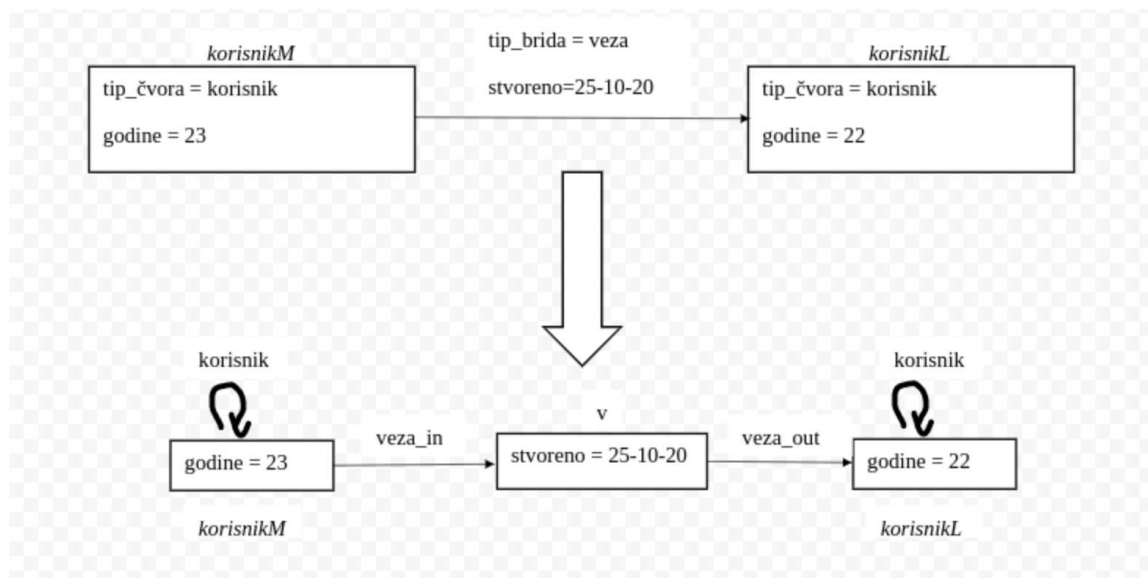 korisnikM
tip_čvora = korisnik
godine = 23
tip_brida = veza
stvoreno=25-10-20
korisnikL
tip_čvora = korisnik
godine = 22
korisnik
godine = 23
korisnikM
veza_in
v
stvoreno = 25-10-20
veza_out
korisnik
godine = 22
korisnikL